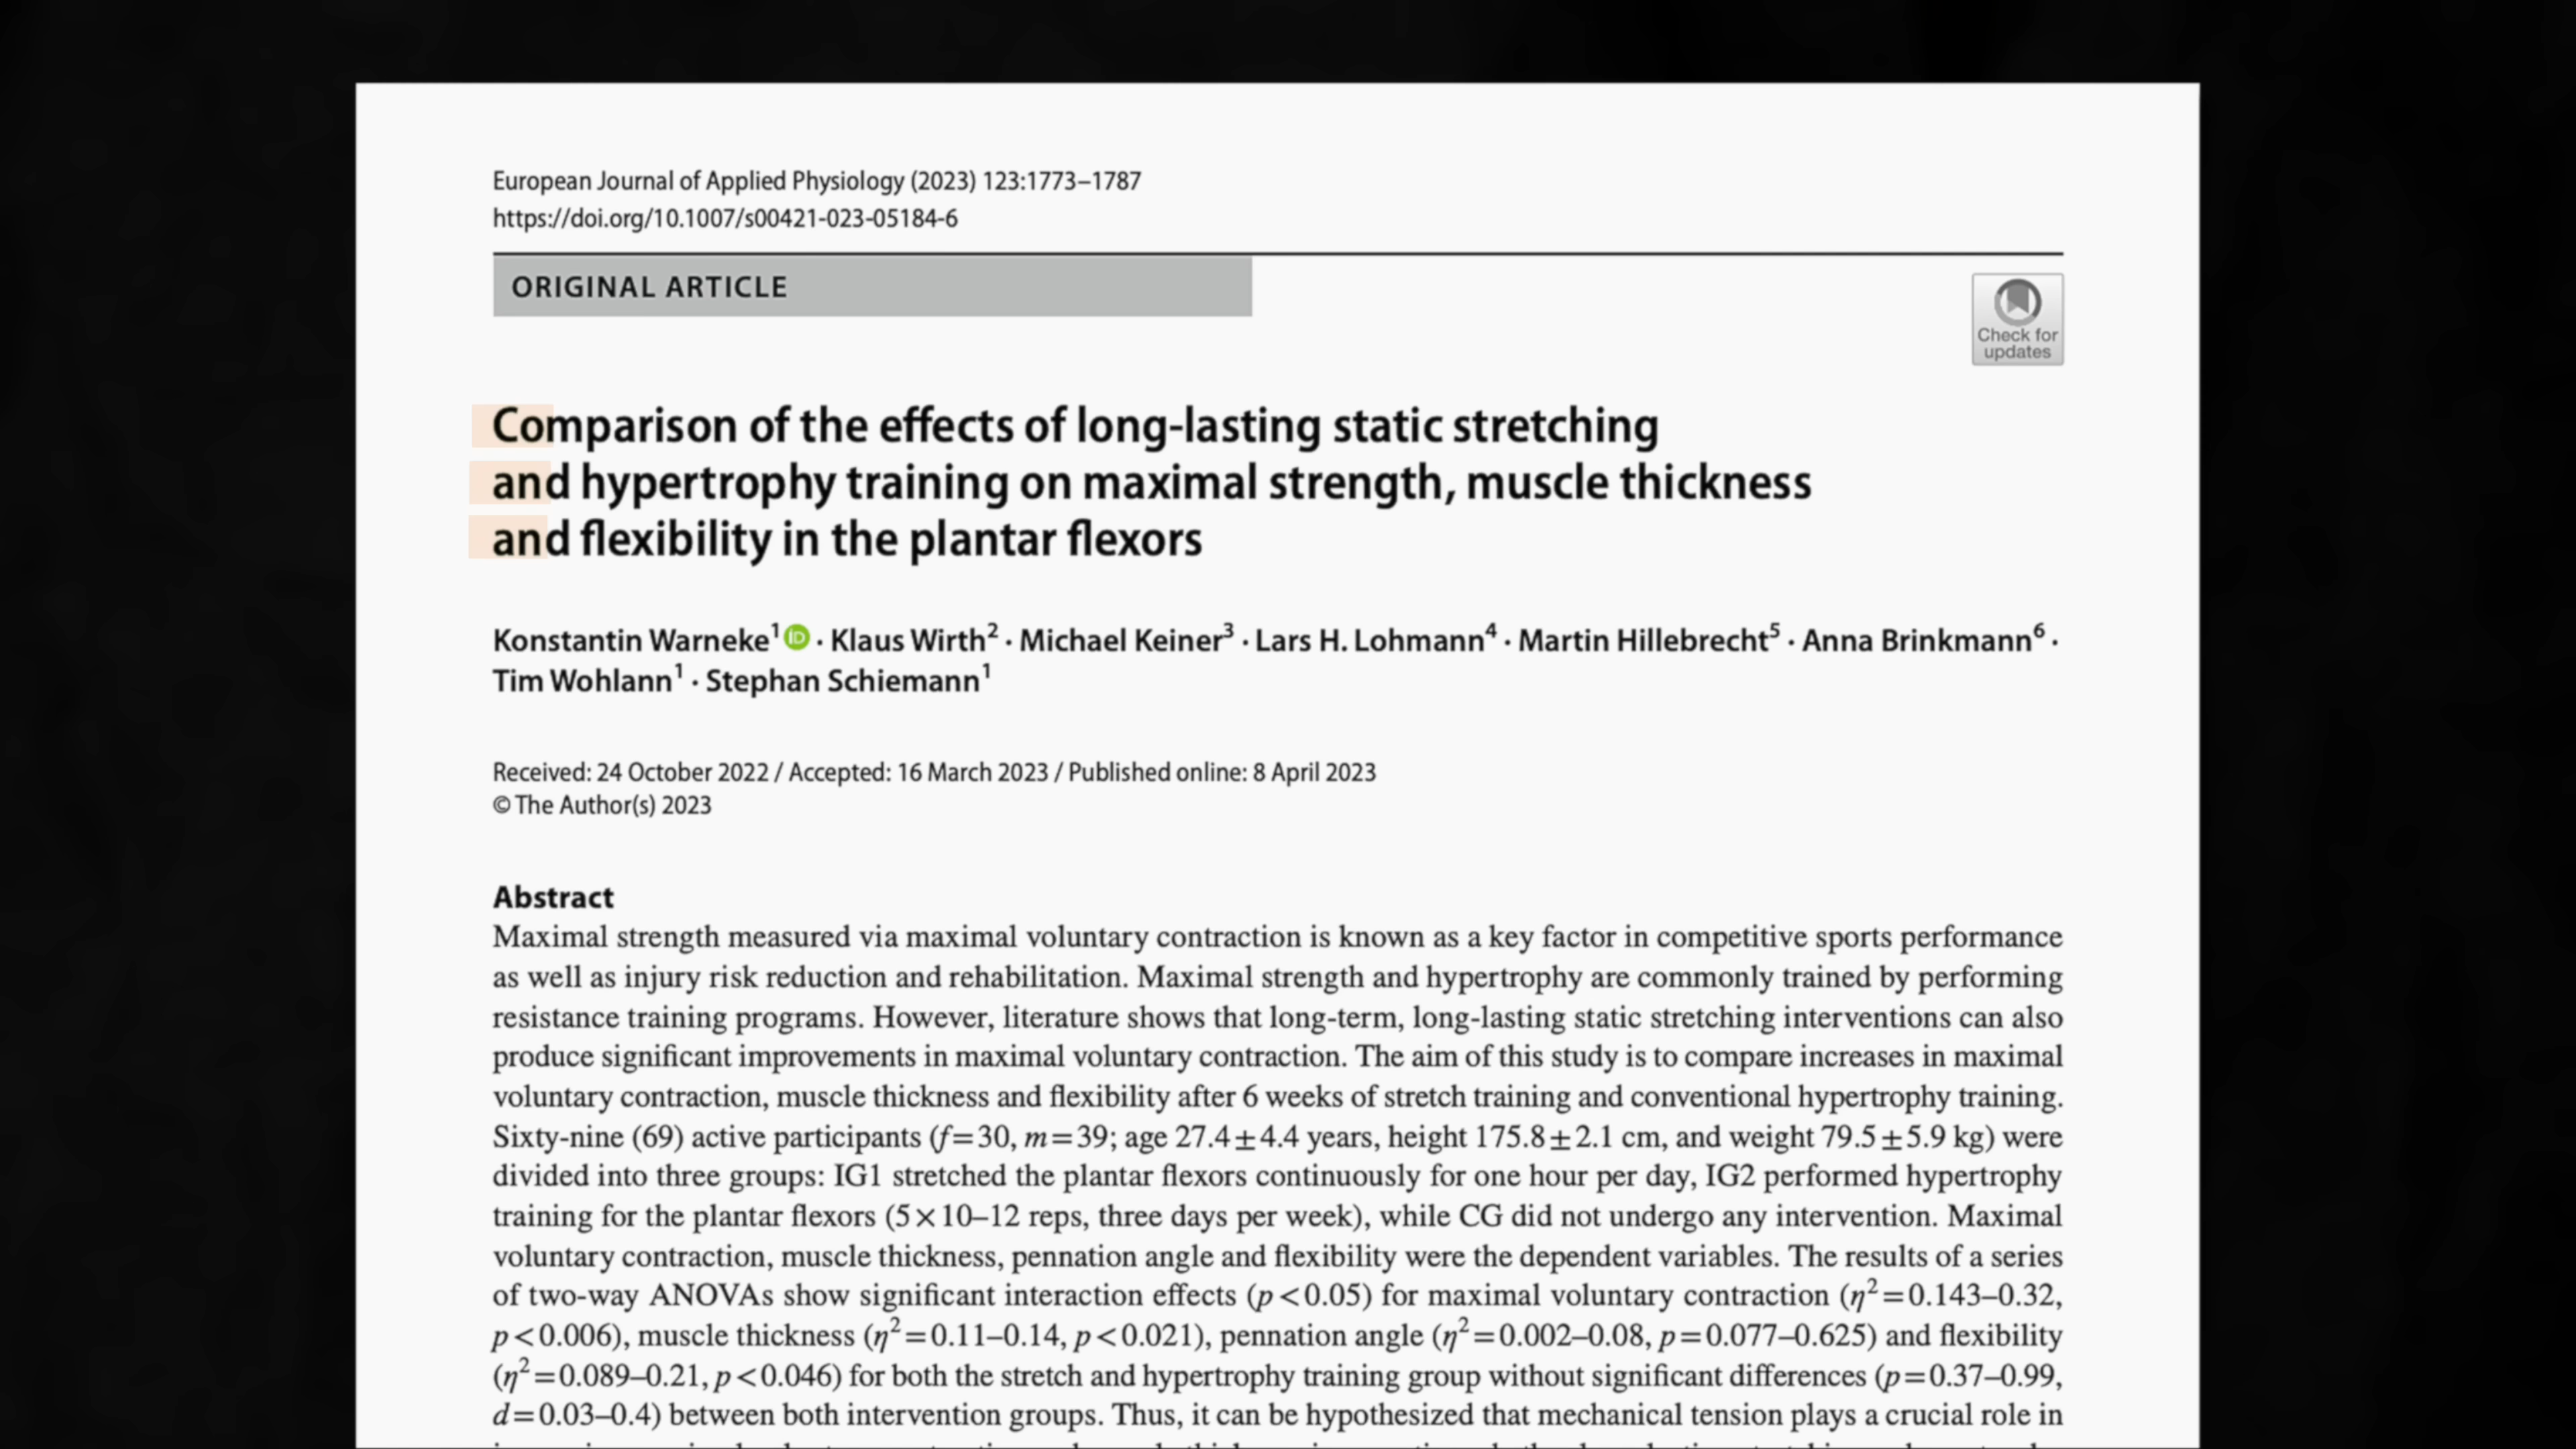 European Journal of Applied Physiology (2023) 123:1773–1787
https://doi.org/10.1007/s00421-023-05184-6
ORIGINAL ARTICLE
Check for
updates
Comparison of the effects of long-lasting static stretching
and hypertrophy training on maximal strength, muscle thickness
and flexibility in the plantar flexors
Konstantin Warneke¹ iD · Klaus Wirth² · Michael Keiner³ · Lars H. Lohmann⁴ · Martin Hillebrecht⁵ · Anna Brinkmann⁶ ·
Tim Wohlann¹ · Stephan Schiemann¹
Received: 24 October 2022 / Accepted: 16 March 2023 / Published online: 8 April 2023
© The Author(s) 2023
Abstract
Maximal strength measured via maximal voluntary contraction is known as a key factor in competitive sports performance
as well as injury risk reduction and rehabilitation. Maximal strength and hypertrophy are commonly trained by performing
resistance training programs. However, literature shows that long-term, long-lasting static stretching interventions can also
produce significant improvements in maximal voluntary contraction. The aim of this study is to compare increases in maximal
voluntary contraction, muscle thickness and flexibility after 6 weeks of stretch training and conventional hypertrophy training.
Sixty-nine (69) active participants (f=30, m=39; age 27.4±4.4 years, height 175.8±2.1 cm, and weight 79.5±5.9 kg) were
divided into three groups: IG1 stretched the plantar flexors continuously for one hour per day, IG2 performed hypertrophy
training for the plantar flexors (5×10–12 reps, three days per week), while CG did not undergo any intervention. Maximal
voluntary contraction, muscle thickness, pennation angle and flexibility were the dependent variables. The results of a series
of two-way ANOVAs show significant interaction effects (p<0.05) for maximal voluntary contraction (η²=0.143–0.32,
p<0.006), muscle thickness (η²=0.11–0.14, p<0.021), pennation angle (η²=0.002–0.08, p=0.077–0.625) and flexibility
(η²=0.089–0.21, p<0.046) for both the stretch and hypertrophy training group without significant differences (p=0.37–0.99,
d=0.03–0.4) between both intervention groups. Thus, it can be hypothesized that mechanical tension plays a crucial role in